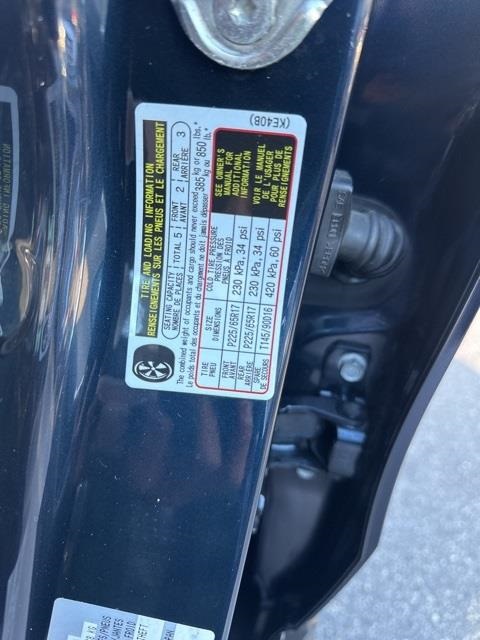 TIRE AND LOADING INFORMATION
RENSEIGNEMENTS SUR LES PNEUS ET LE CHARGEMENT
SEATING CAPACITY
NOMBRE DE PLACES
TOTAL 5
FRONT
AVANT 2
REAR
ARRIÈRE 3
The combined weight of occupants and cargo should never exceed 385 kg or 850 lbs.
Le poids total des occupants et du chargement ne doit jamais dépasser 385 kg ou 850 lb.
TIRE
PNEU
SIZE
DIMENSIONS
COLD TIRE PRESSURE
PRESSION DES
PNEUS À FROID
FRONT
AVANT
P225/65R17
230 kPa, 34 psi
REAR
ARRIÈRE
P225/65R17
230 kPa, 34 psi
SPARE
DE SECOURS
T145/90D16
420 kPa, 60 psi
SEE OWNER'S
MANUAL FOR
ADDITIONAL
INFORMATION
VOIR LE MANUEL
DE L'USAGER
POUR PLUS DE
RENSEIGNEMENTS
(KE40B)